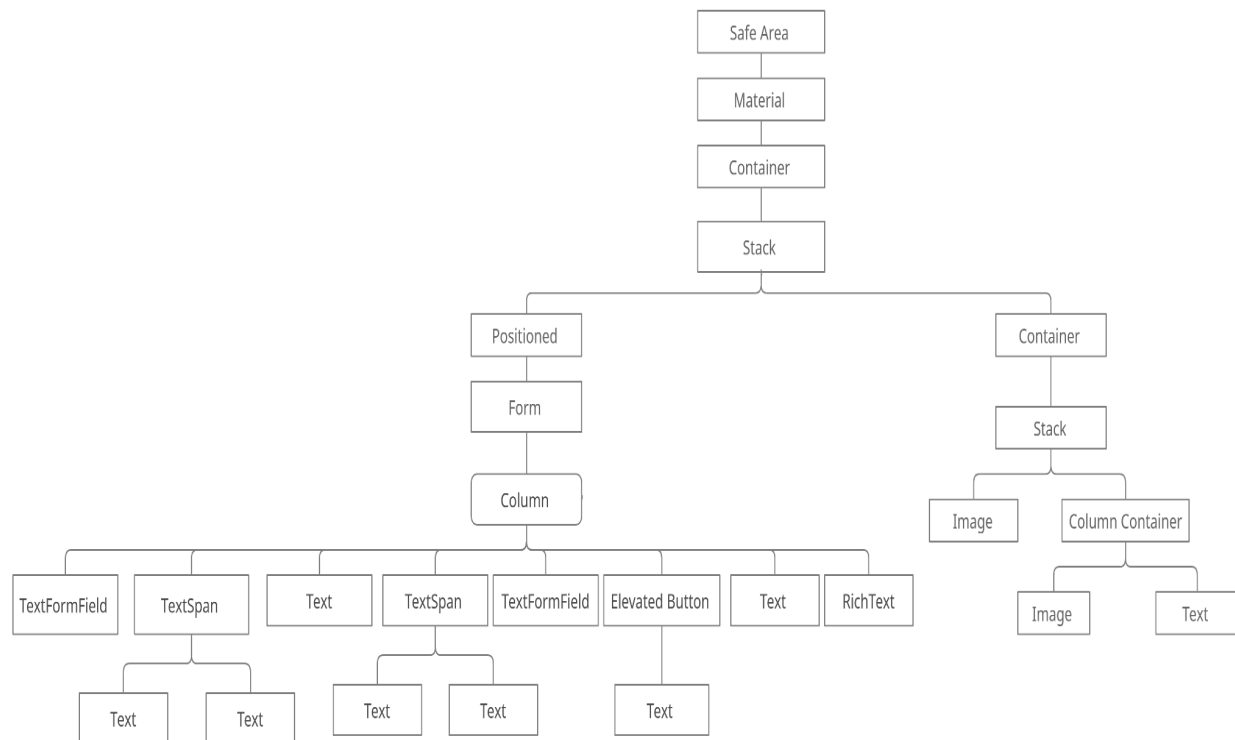 Safe Area
Material
Container
Stack
Positioned
Container
Form
Stack
Column
Image
Column Container
TextFormField
TextSpan
Text
TextSpan
TextFormField
Elevated Button
Text
RichText
Image
Text
Text
Text
Text
Text
Text